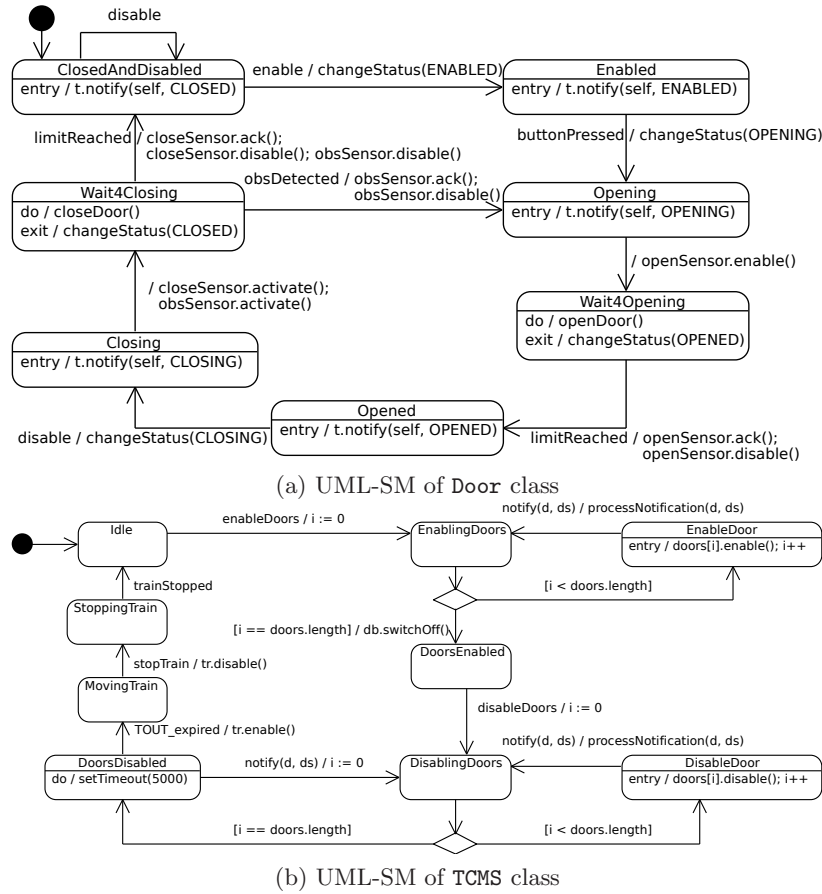 disable
ClosedAndDisabled
entry / t.notify(self, CLOSED)
enable / changeStatus(ENABLED)
Enabled
entry / t.notify(self, ENABLED)
limitReached / closeSensor.ack();
closeSensor.disable(); obsSensor.disable()
buttonPressed / changeStatus(OPENING)
Wait4Closing
do / closeDoor()
exit / changeStatus(CLOSED)
obsDetected / obsSensor.ack();
obsSensor.disable()
Opening
entry / t.notify(self, OPENING)
/ closeSensor.activate();
obsSensor.activate()
/ openSensor.enable()
Wait4Opening
do / openDoor()
exit / changeStatus(OPENED)
Closing
entry / t.notify(self, CLOSING)
Opened
entry / t.notify(self, OPENED)
disable / changeStatus(CLOSING)
limitReached / openSensor.ack();
openSensor.disable()
(a) UML-SM of Door class
Idle
enableDoors / i := 0
EnablingDoors
notify(d, ds) / processNotification(d, ds)
EnableDoor
entry / doors[i].enable(); i++
trainStopped
[i < doors.length]
StoppingTrain
[i == doors.length] / db.switchOff()
stopTrain / tr.disable()
DoorsEnabled
MovingTrain
disableDoors / i := 0
TOUT_expired / tr.enable()
notify(d, ds) / processNotification(d, ds)
DoorsDisabled
do / setTimeout(5000)
notify(d, ds) / i := 0
DisablingDoors
DisableDoor
entry / doors[i].disable(); i++
[i == doors.length]
[i < doors.length]
(b) UML-SM of TCMS class